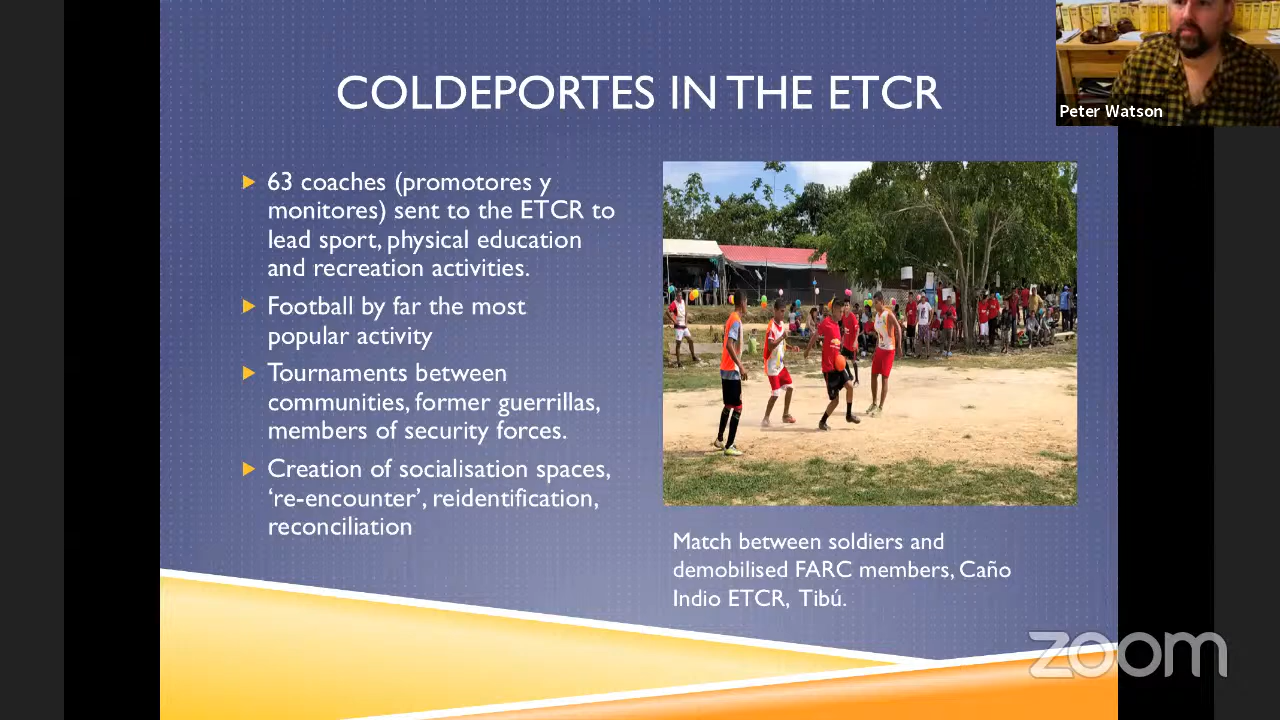 COLDEPORTES IN THE ETCR
Peter Watson
63 coaches (promotores y
monitores) sent to the ETCR to
lead sport, physical education
and recreation activities.
Football by far the most
popular activity
Tournaments between
communities, former guerrillas,
members of security forces.
Creation of socialisation spaces,
‘re-encounter’, reidentification,
reconciliation
Match between soldiers and
demobilised FARC members, Caño
Indio ETCR, Tibú.
zoom